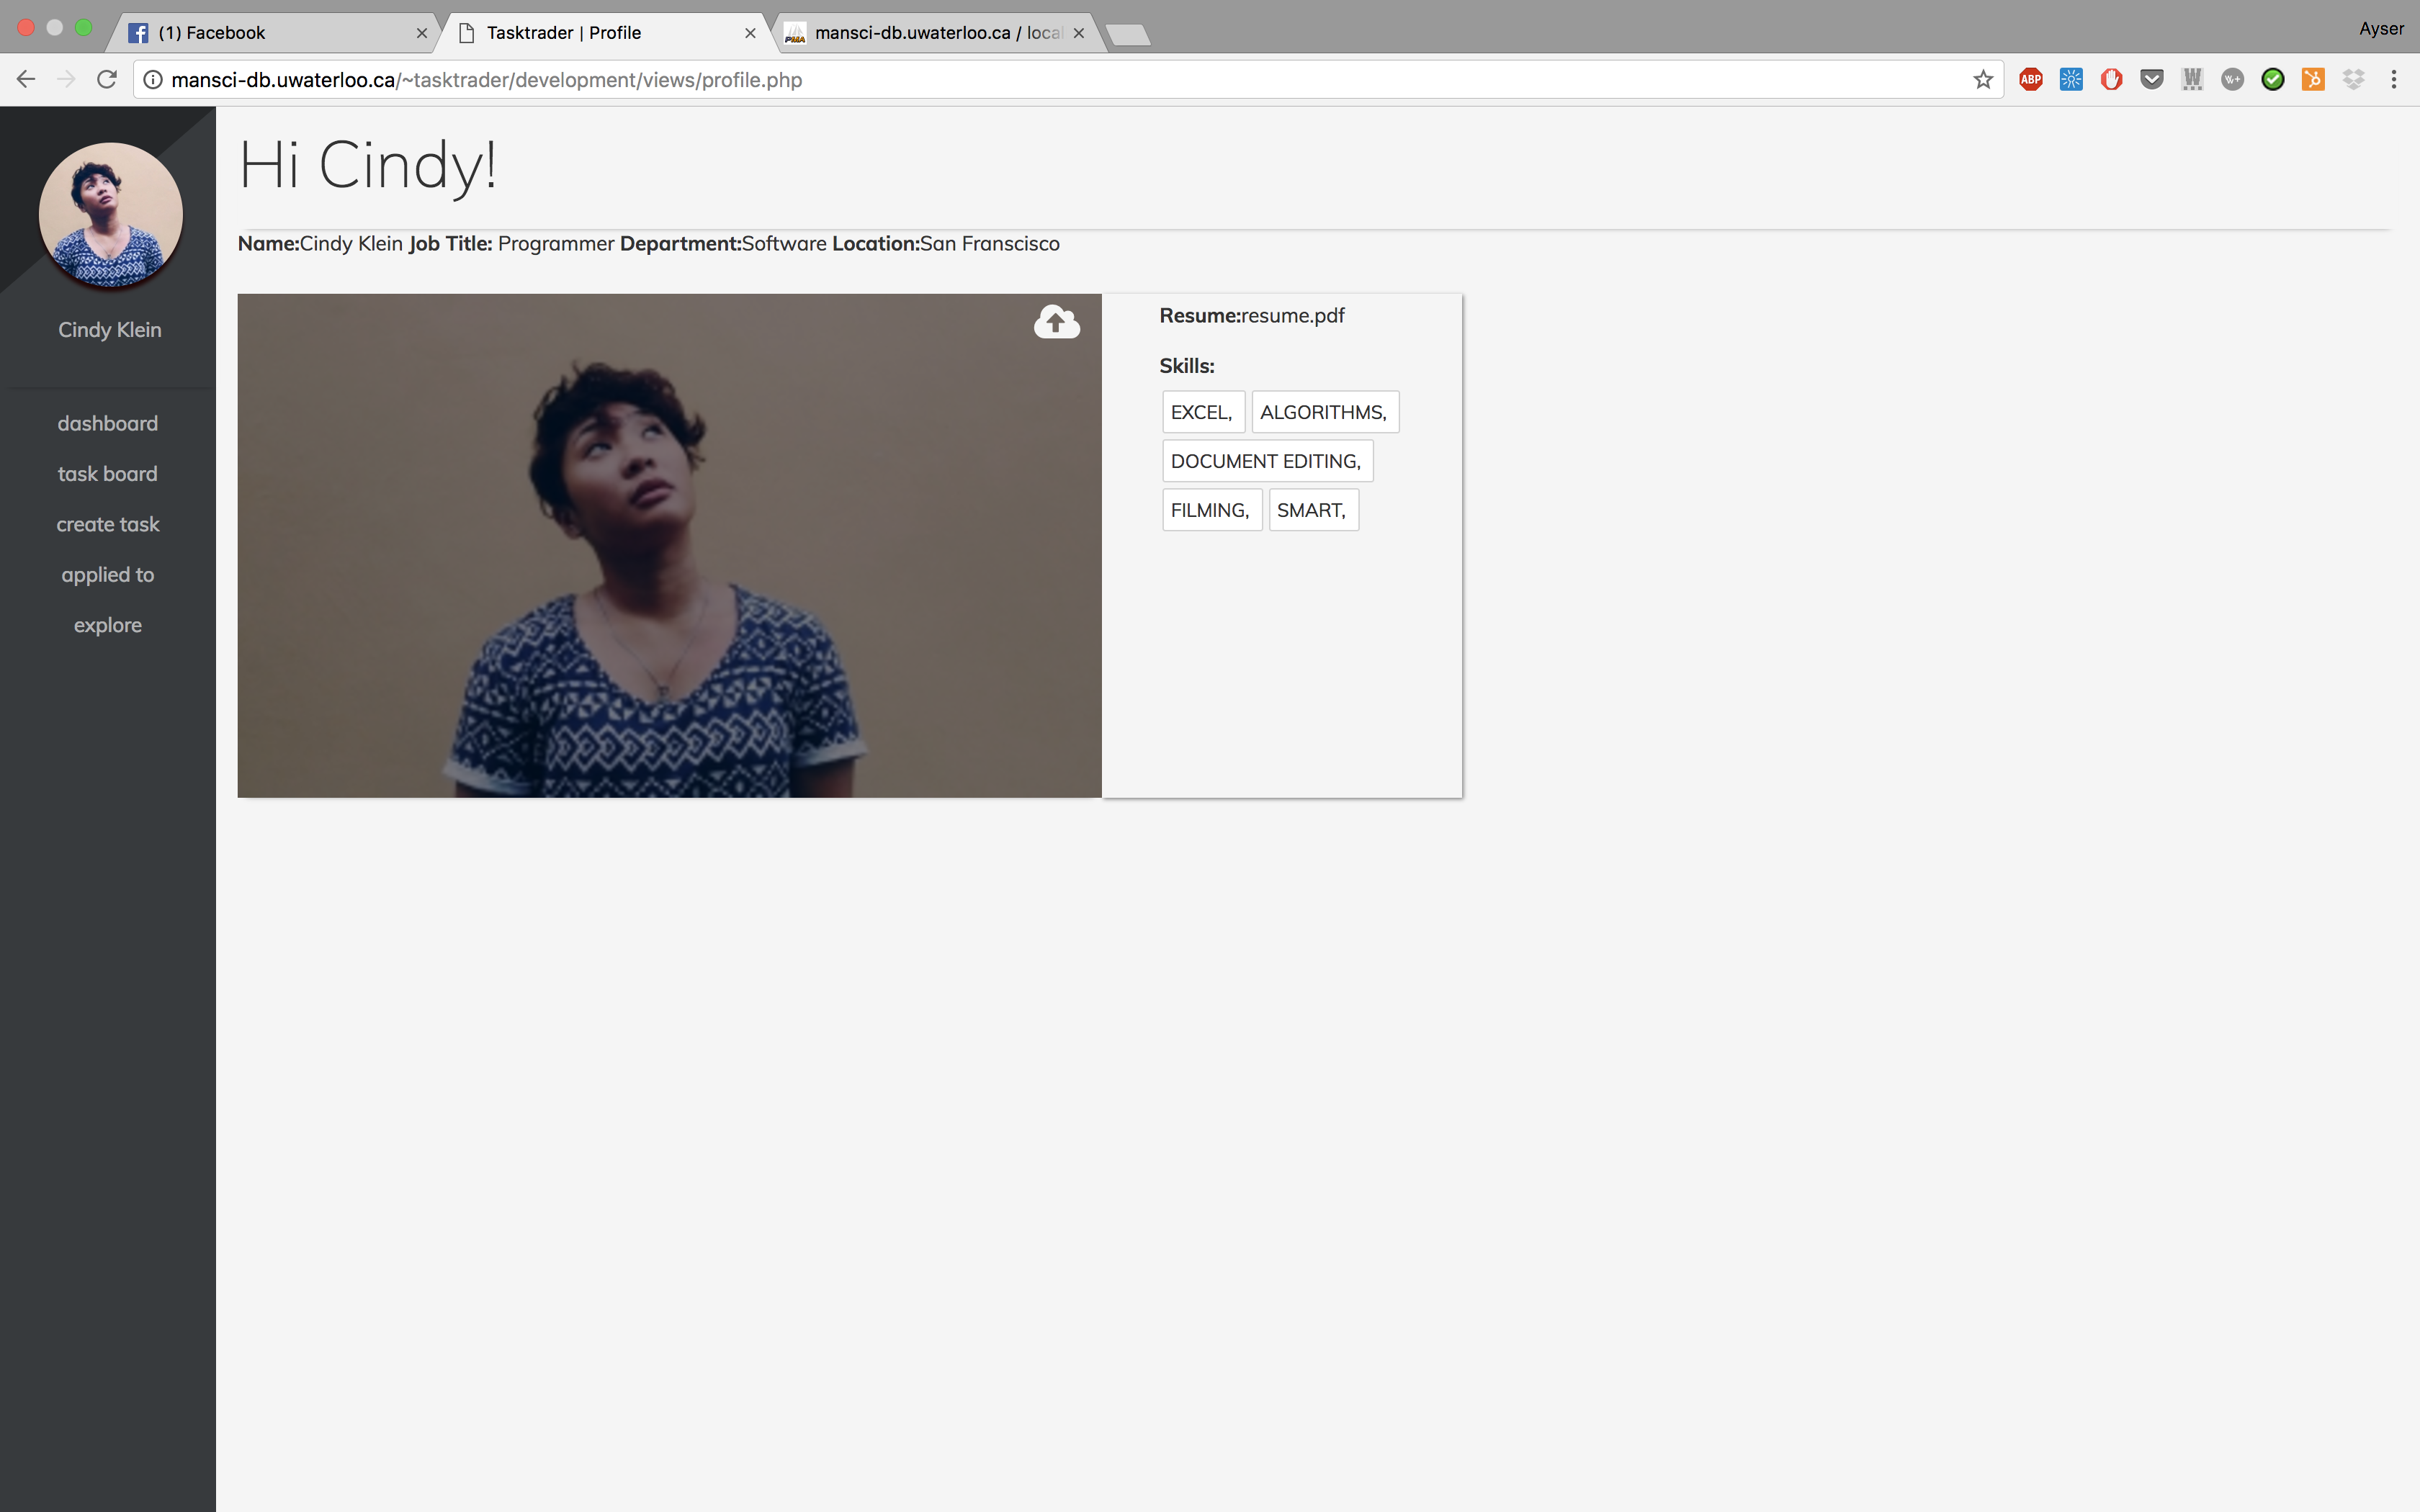 (1) Facebook
Tasktrader | Profile
mansci-db.uwaterloo.ca / local
Ayser
mansci-db.uwaterloo.ca/~tasktrader/development/views/profile.php
ABP
W
W+
PMA
Hi Cindy!
Name:Cindy Klein Job Title: Programmer Department:Software Location:San Franscisco
Cindy Klein
dashboard
task board
create task
applied to
explore
Resume:resume.pdf
Skills:
EXCEL, ALGORITHMS,
DOCUMENT EDITING,
FILMING, SMART,